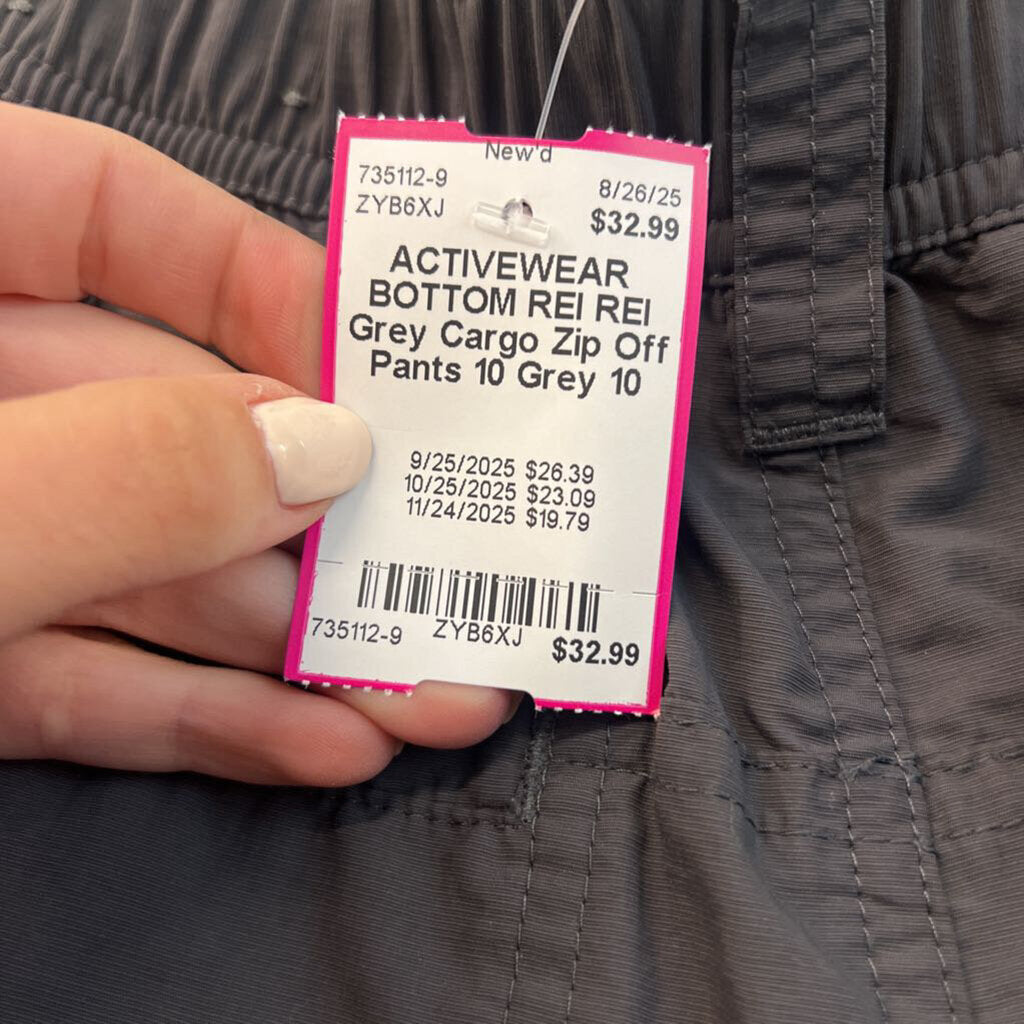 New'd
735112-9 8/26/25
ZYB6XJ $32.99
ACTIVEWEAR
BOTTOM REI REI
Grey Cargo Zip Off
Pants 10 Grey 10
9/25/2025 $26.39
10/25/2025 $23.09
11/24/2025 $19.79
735112-9 ZYB6XJ $32.99